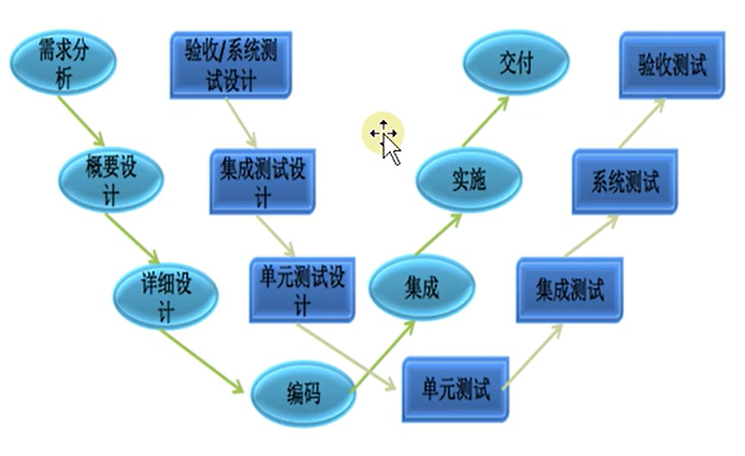 需求分
析
验收/系统测
试设计
交付
验收测试
概要设
计
集成测试设
计
实施
系统测试
详细设
计
单元测试设
计
集成
集成测试
编码
单元测试